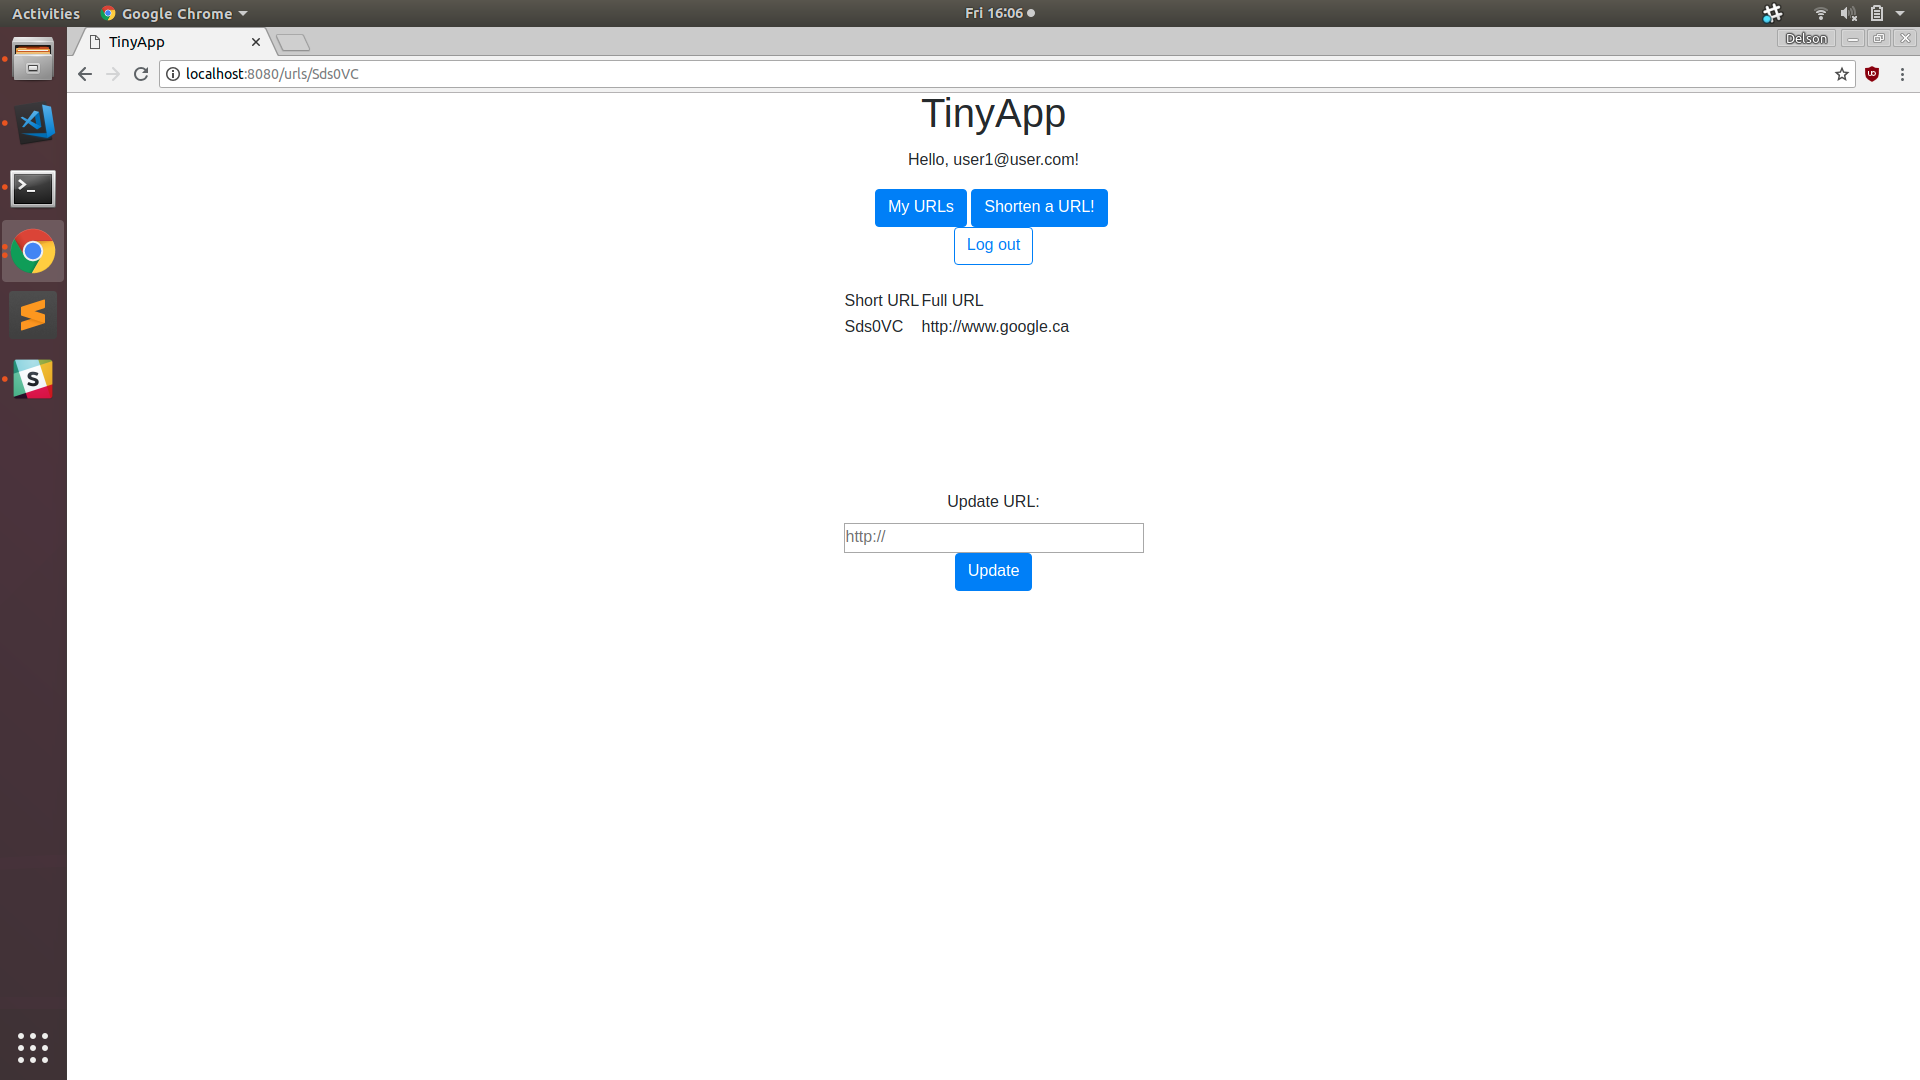 Activities Google Chrome Fri 16:06
TinyApp Delson
localhost:8080/urls/Sds0VC
TinyApp
Hello, user1@user.com!
My URLs Shorten a URL!
Log out
Short URL Full URL
Sds0VC http://www.google.ca
Update URL:
http://
Update